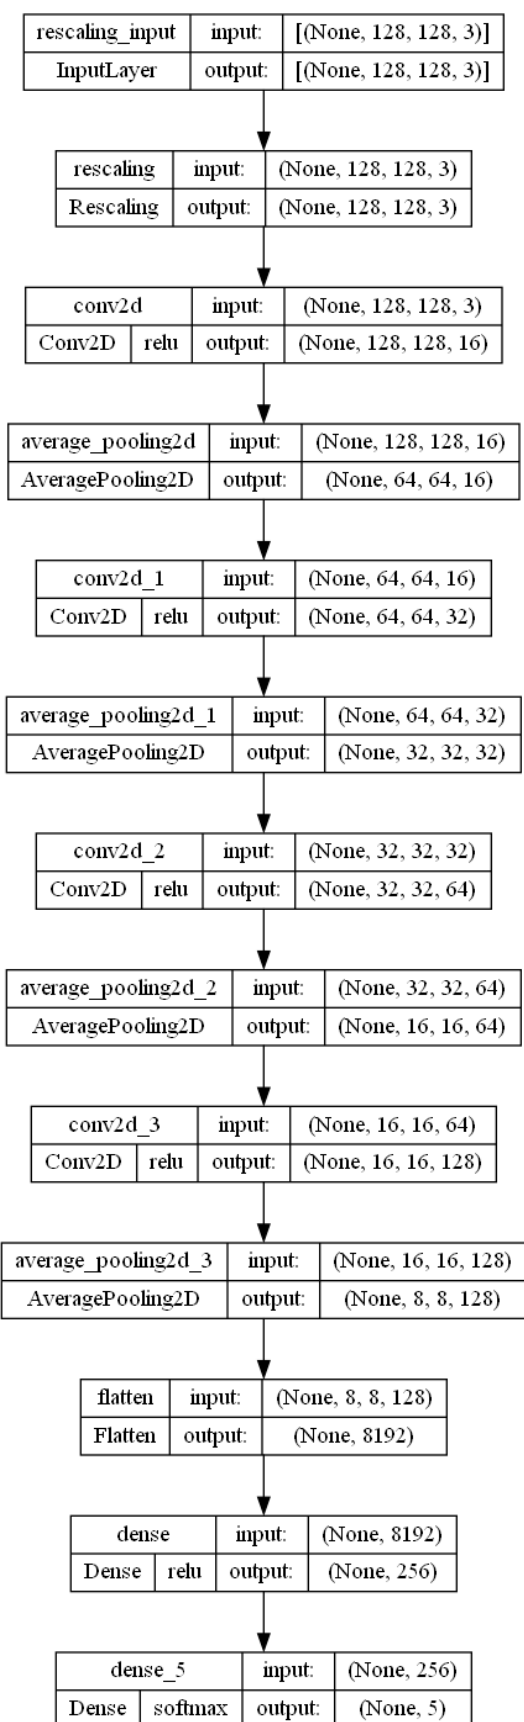 rescaling_input input: [(None, 128, 128, 3)]
InputLayer output: [(None, 128, 128, 3)]
rescaling input: (None, 128, 128, 3)
Rescaling output: (None, 128, 128, 3)
conv2d input: (None, 128, 128, 3)
Conv2D relu output: (None, 128, 128, 16)
average_pooling2d input: (None, 128, 128, 16)
AveragePooling2D output: (None, 64, 64, 16)
conv2d_1 input: (None, 64, 64, 16)
Conv2D relu output: (None, 64, 64, 32)
average_pooling2d_1 input: (None, 64, 64, 32)
AveragePooling2D output: (None, 32, 32, 32)
conv2d_2 input: (None, 32, 32, 32)
Conv2D relu output: (None, 32, 32, 64)
average_pooling2d_2 input: (None, 32, 32, 64)
AveragePooling2D output: (None, 16, 16, 64)
conv2d_3 input: (None, 16, 16, 64)
Conv2D relu output: (None, 16, 16, 128)
average_pooling2d_3 input: (None, 16, 16, 128)
AveragePooling2D output: (None, 8, 8, 128)
flatten input: (None, 8, 8, 128)
Flatten output: (None, 8192)
dense input: (None, 8192)
Dense relu output: (None, 256)
dense_5 input: (None, 256)
Dense softmax output: (None, 5)